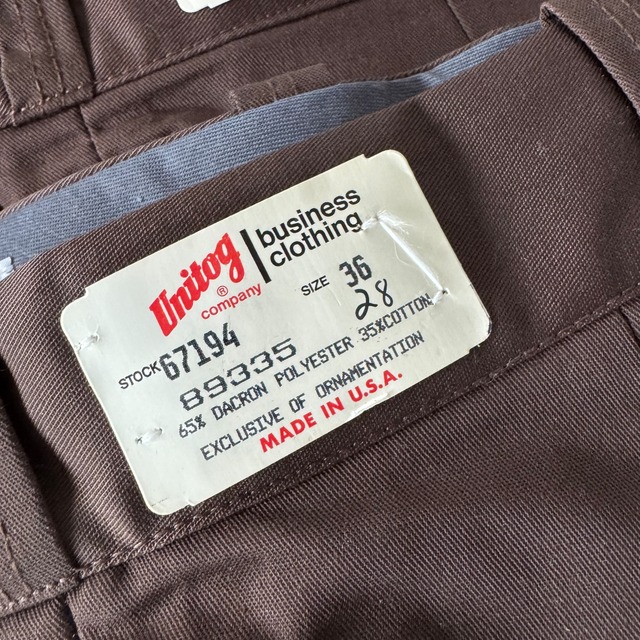 Unitog ®
company
business
clothing
STOCK 67194
SIZE 36
28
89335
65% DACRON POLYESTER 35%COTTON
EXCLUSIVE OF ORNAMENTATION
MADE IN U.S.A.